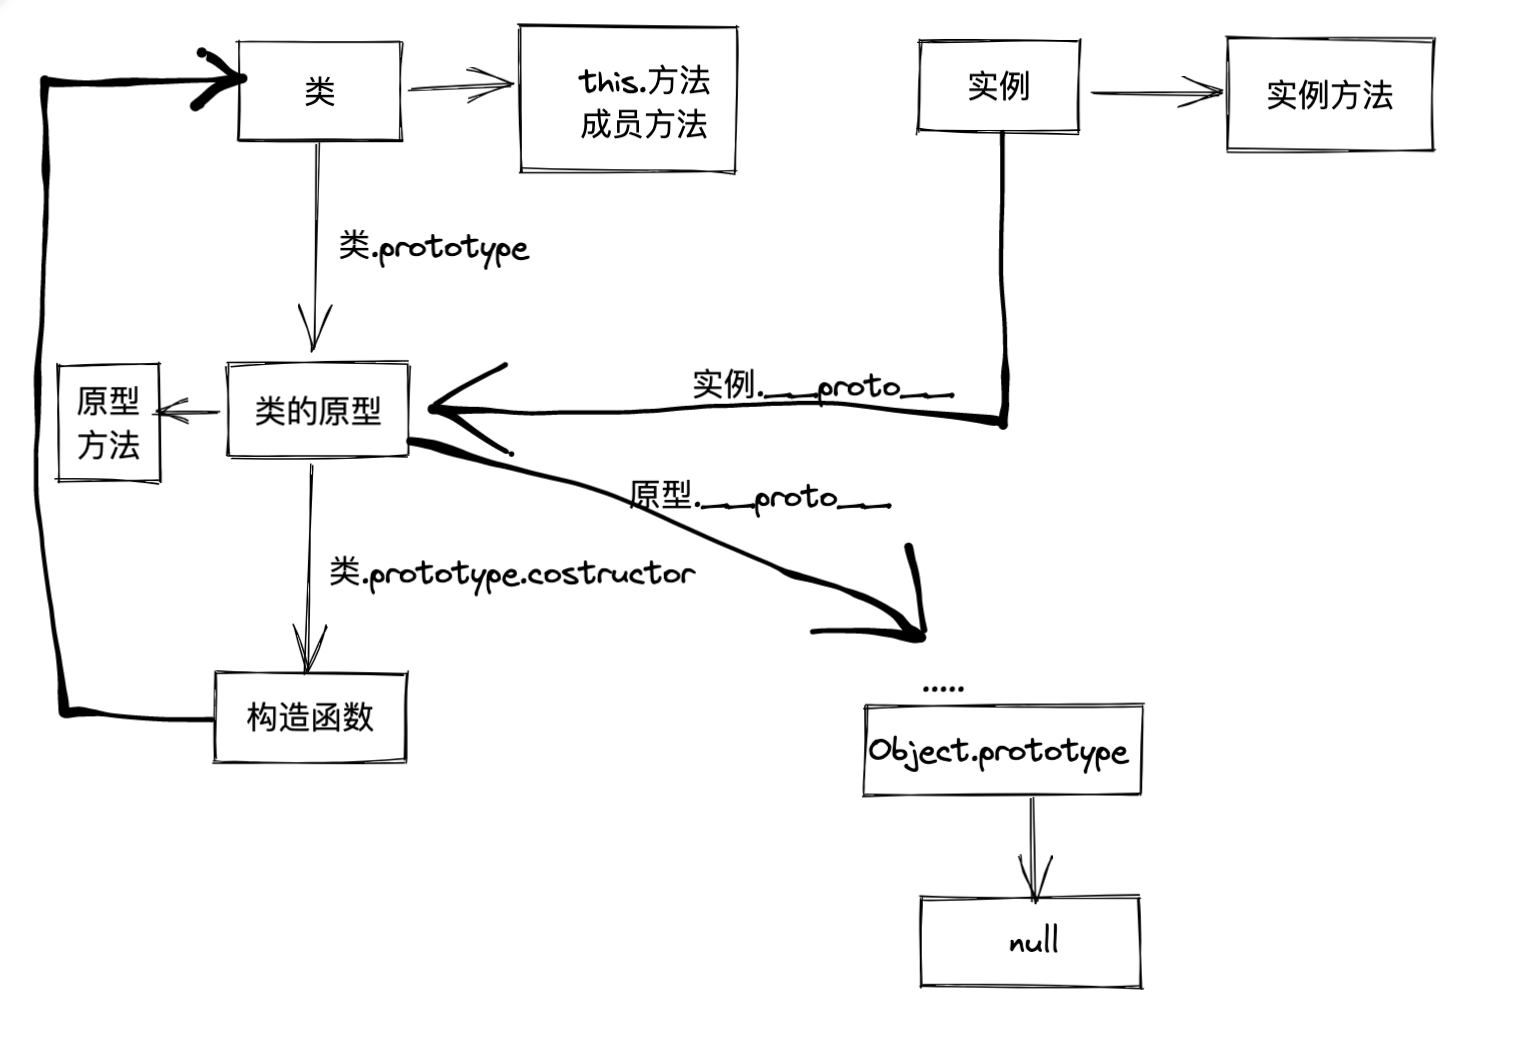 类
this.方法
成员方法
实例
实例方法
类.prototype
原型
方法
类的原型
实例.__proto__
原型.__proto__
类.prototype.costructor
构造函数
.....
Object.prototype
null